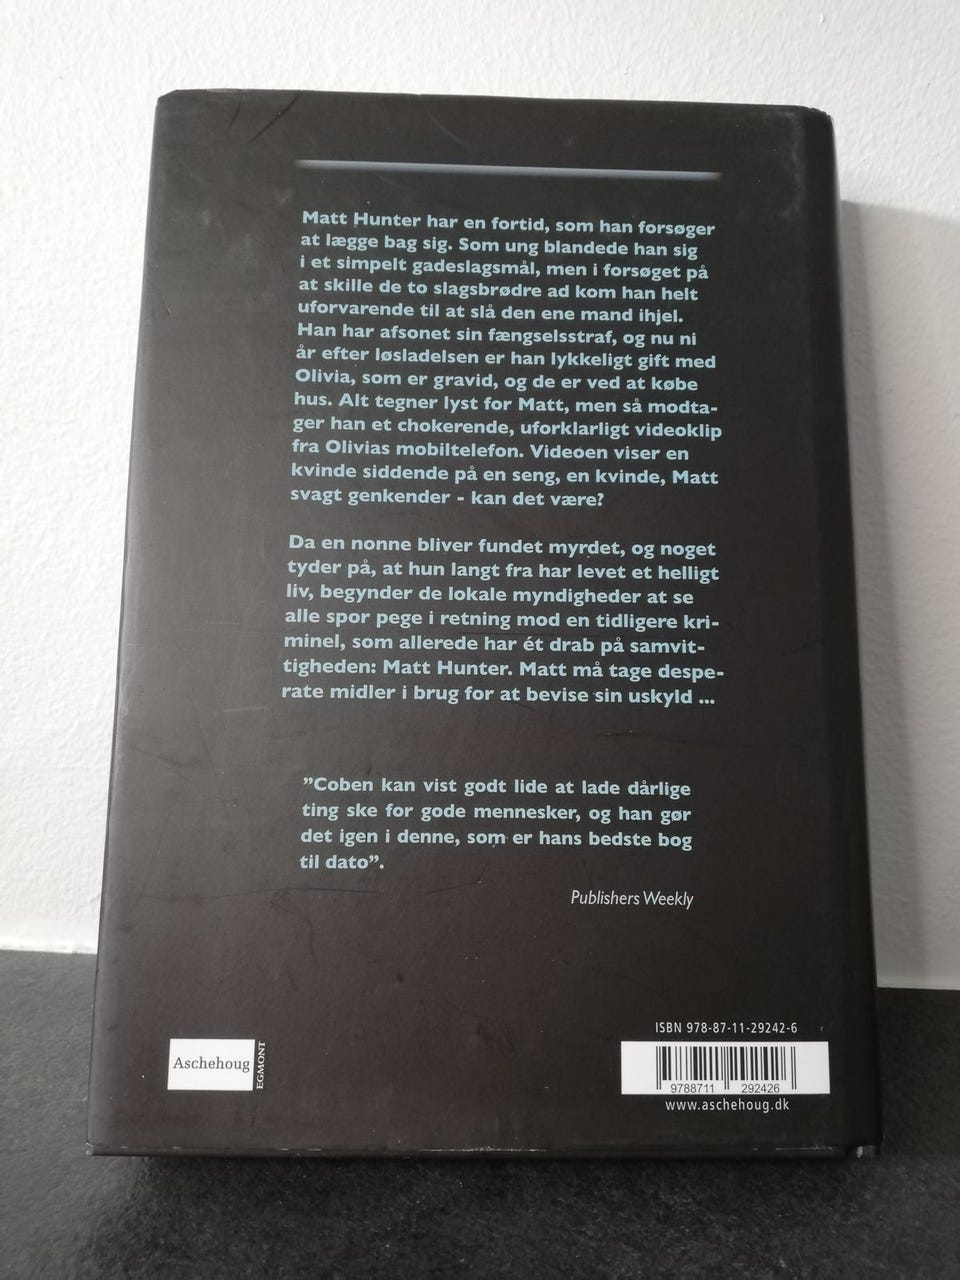 Matt Hunter har en fortid, som han forsøger
at lægge bag sig. Som ung blandede han sig
i et simpelt gadeslagsmål, men i forsøget på
at skille de to slagsbrødre ad kom han helt
uforvarende til at slå den ene mand ihjel.
Han har afsonet sin fængselsstraf, og nu ni
år efter løsladelsen er han lykkeligt gift med
Olivia, som er gravid, og de er ved at købe
hus. Alt tegner lyst for Matt, men så modta-
ger han et chokerende, uforklarligt videoklip
fra Olivias mobiltelefon. Videoen viser en
kvinde siddende på en seng, en kvinde, Matt
svagt genkender - kan det være?
Da en nonne bliver fundet myrdet, og noget
tyder på, at hun langt fra har levet et helligt
liv, begynder de lokale myndigheder at se
alle spor pege i retning mod en tidligere kri-
minel, som allerede har ét drab på samvit-
tigheden: Matt Hunter. Matt må tage despe-
rate midler i brug for at bevise sin uskyld ...
”Coben kan vist godt lide at lade dårlige
ting ske for gode mennesker, og han gør
det igen i denne, som er hans bedste bog
til dato”.
Publishers Weekly
Aschehoug
EGMONT
ISBN 978-87-11-29242-6
9788711 292426
www.aschehoug.dk